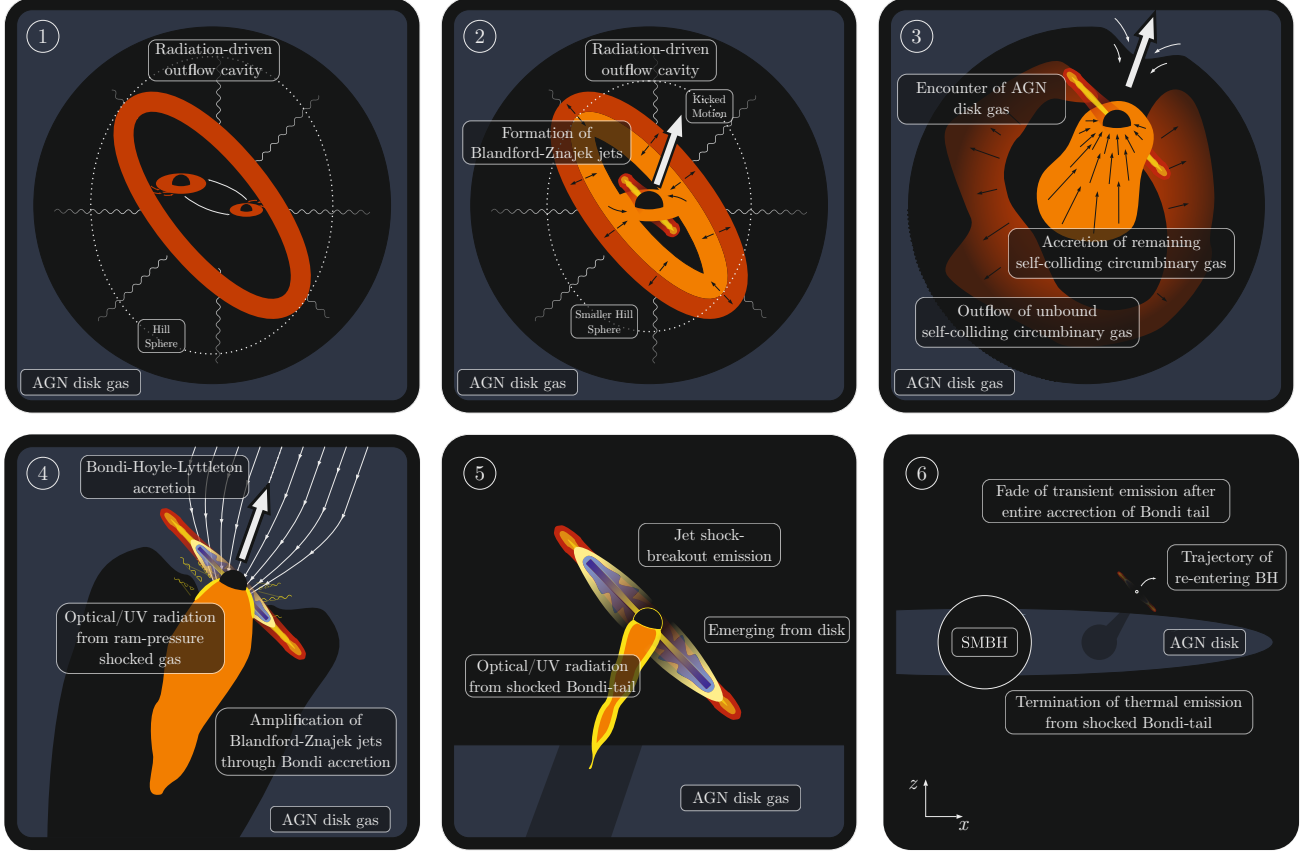 1
Radiation-driven
outflow cavity
Hill
Sphere
AGN disk gas
2
Radiation-driven
outflow cavity
Kicked
Motion
Formation of
Blandford-Znajek jets
Smaller Hill
Sphere
AGN disk gas
3
Encounter of AGN
disk gas
Accretion of remaining
self-colliding circumbinary gas
Outflow of unbound
self-colliding circumbinary gas
AGN disk gas
4
Bondi-Hoyle-Lyttleton
accretion
Optical/UV radiation
from ram-pressure
shocked gas
Amplification of
Blandford-Znajek jets
through Bondi accretion
AGN disk gas
5
Jet shock-
breakout emission
Emerging from disk
Optical/UV radiation
from shocked Bondi-tail
AGN disk gas
6
Fade of transient emission after
entire accrection of Bondi tail
Trajectory of
re-entering BH
SMBH
AGN disk
Termination of thermal emission
from shocked Bondi-tail
z
x